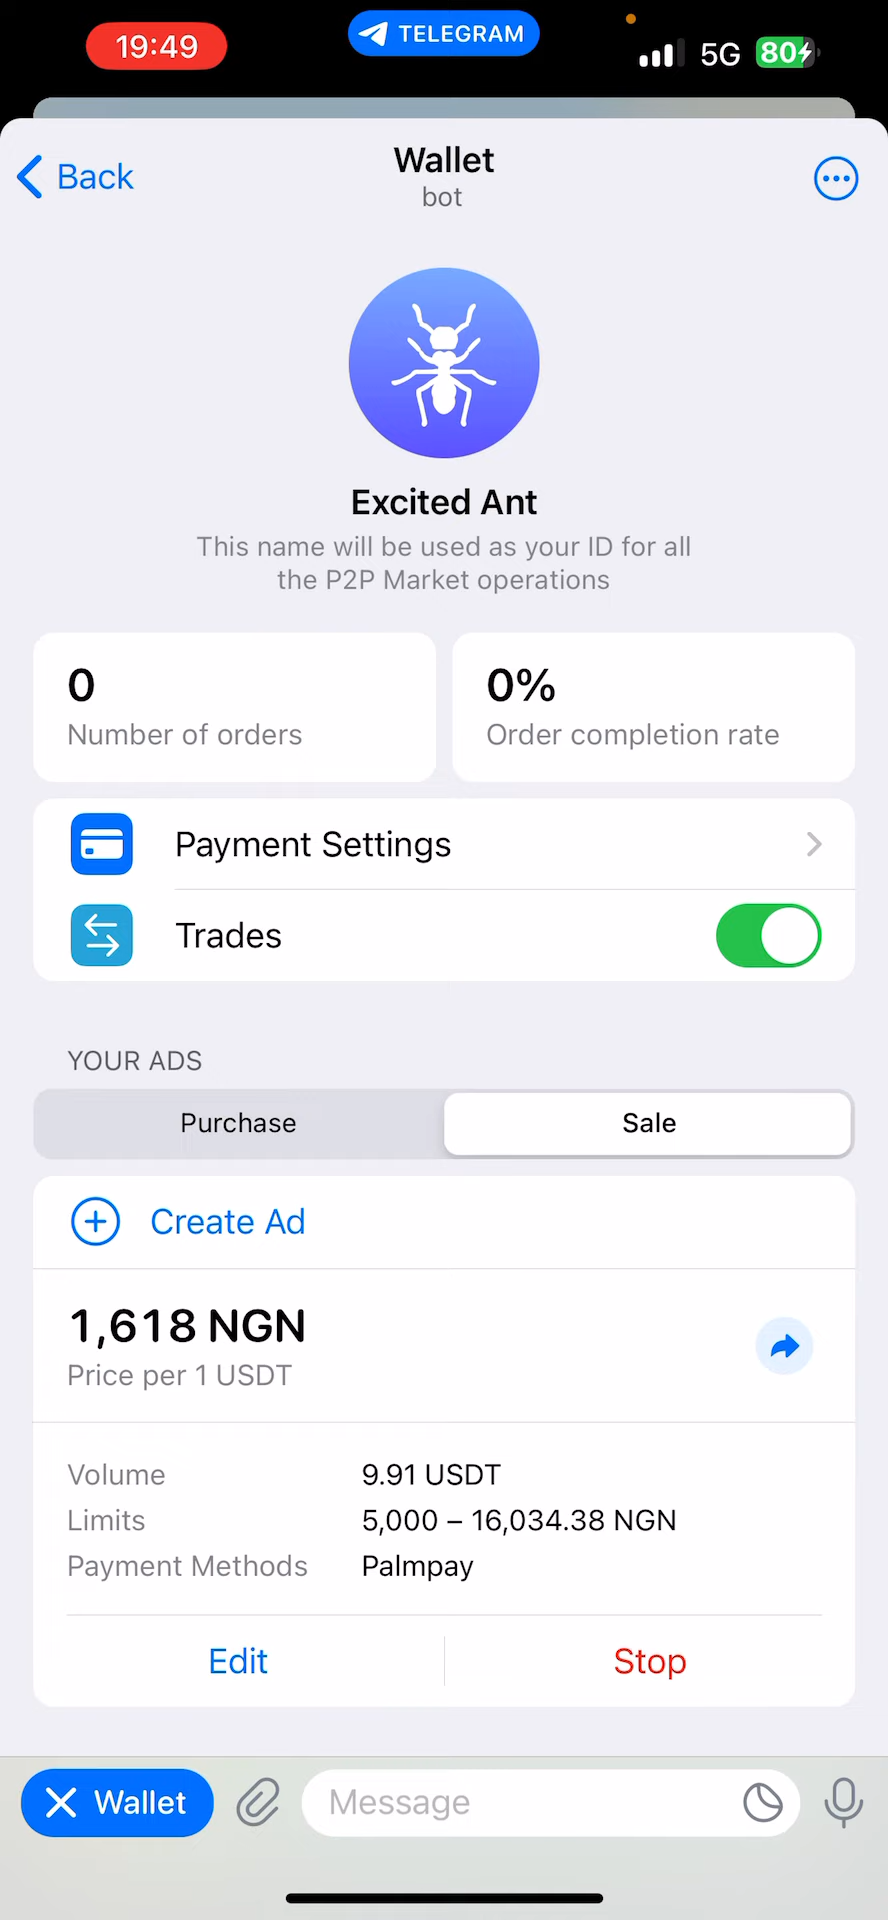 19:49
TELEGRAM
5G
80
Back
Wallet
bot
Excited Ant
This name will be used as your ID for all
the P2P Market operations
0
Number of orders
0%
Order completion rate
Payment Settings
Trades
YOUR ADS
Purchase
Sale
Create Ad
1,618 NGN
Price per 1 USDT
Volume 9.91 USDT
Limits 5,000 – 16,034.38 NGN
Payment Methods Palmpay
Edit
Stop
Wallet
Message